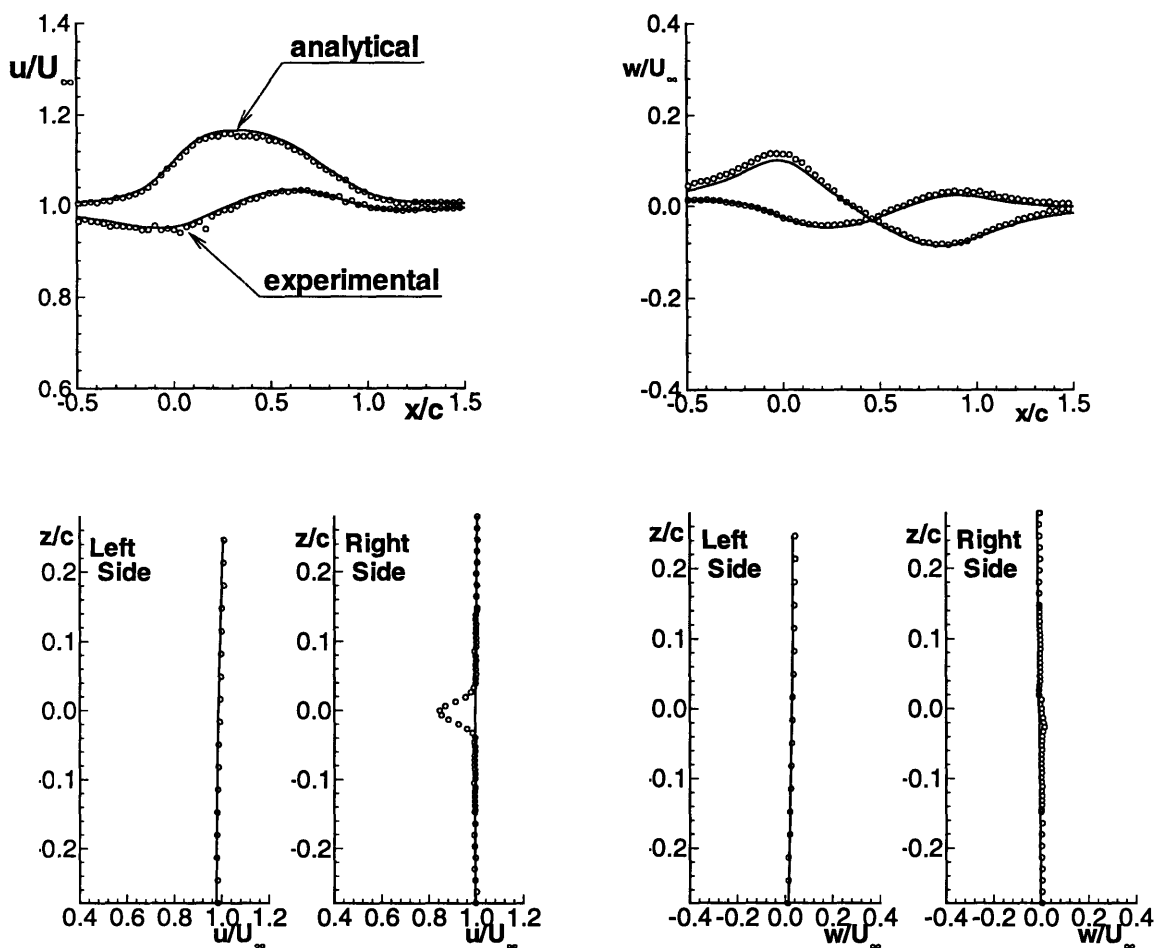 1.4
u/U∞
analytical
1.2
1.0
experimental
0.8
0.6
-0.5 0.0 0.5 1.0 1.5
x/c
0.4
w/U∞
0.2
0.0
-0.2
-0.4
-0.5 0.0 0.5 1.0 1.5
x/c
z/c
Left
Side
0.2
0.1
0.0
-0.1
-0.2
0.4 0.6 0.8 1.0 1.2
u/U∞
z/c
Right
Side
0.2
0.1
0.0
-0.1
-0.2
0.4 0.6 0.8 1.0 1.2
u/U∞
z/c
Left
Side
0.2
0.1
0.0
-0.1
-0.2
-0.4 -0.2 0.0 0.2 0.4
w/U∞
z/c
Right
Side
0.2
0.1
0.0
-0.1
-0.2
-0.4 -0.2 0.0 0.2 0.4
w/U∞